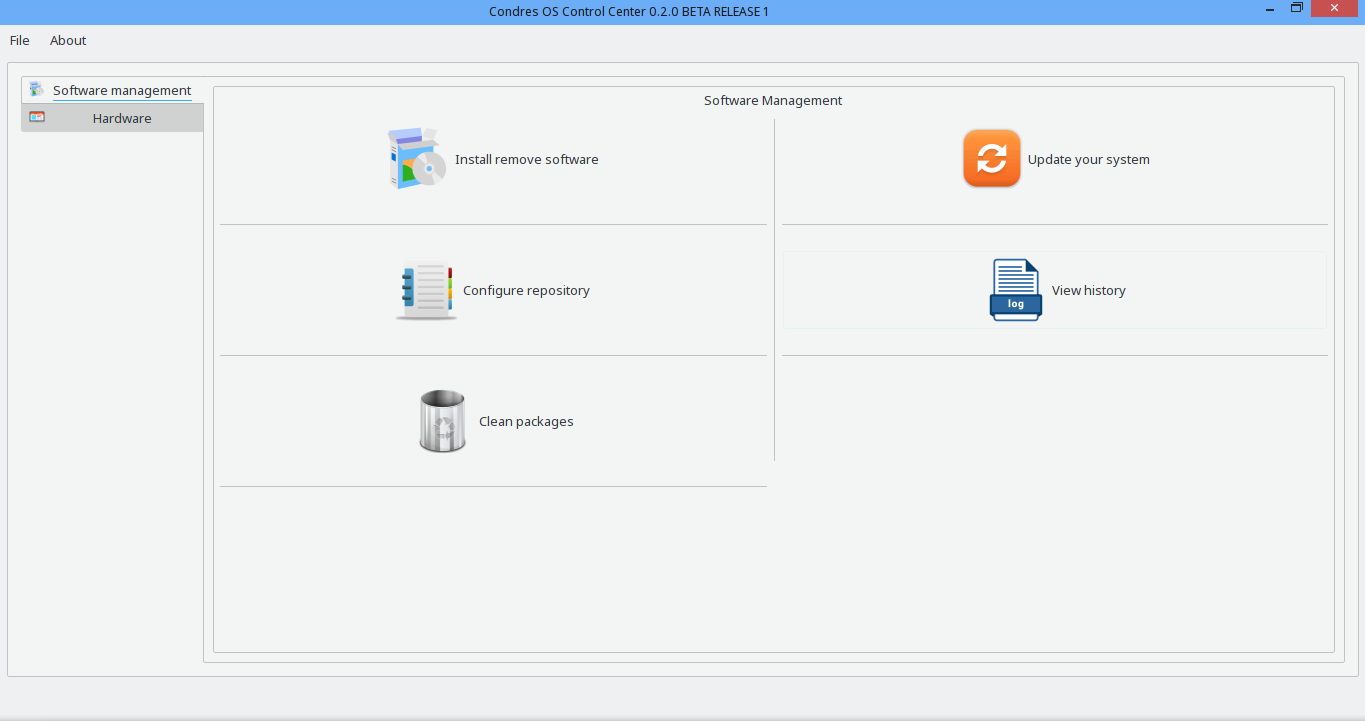 Condres OS Control Center 0.2.0 BETA RELEASE 1
File About
Software management
Hardware
Software Management
Install remove software
Update your system
Configure repository
log
View history
Clean packages